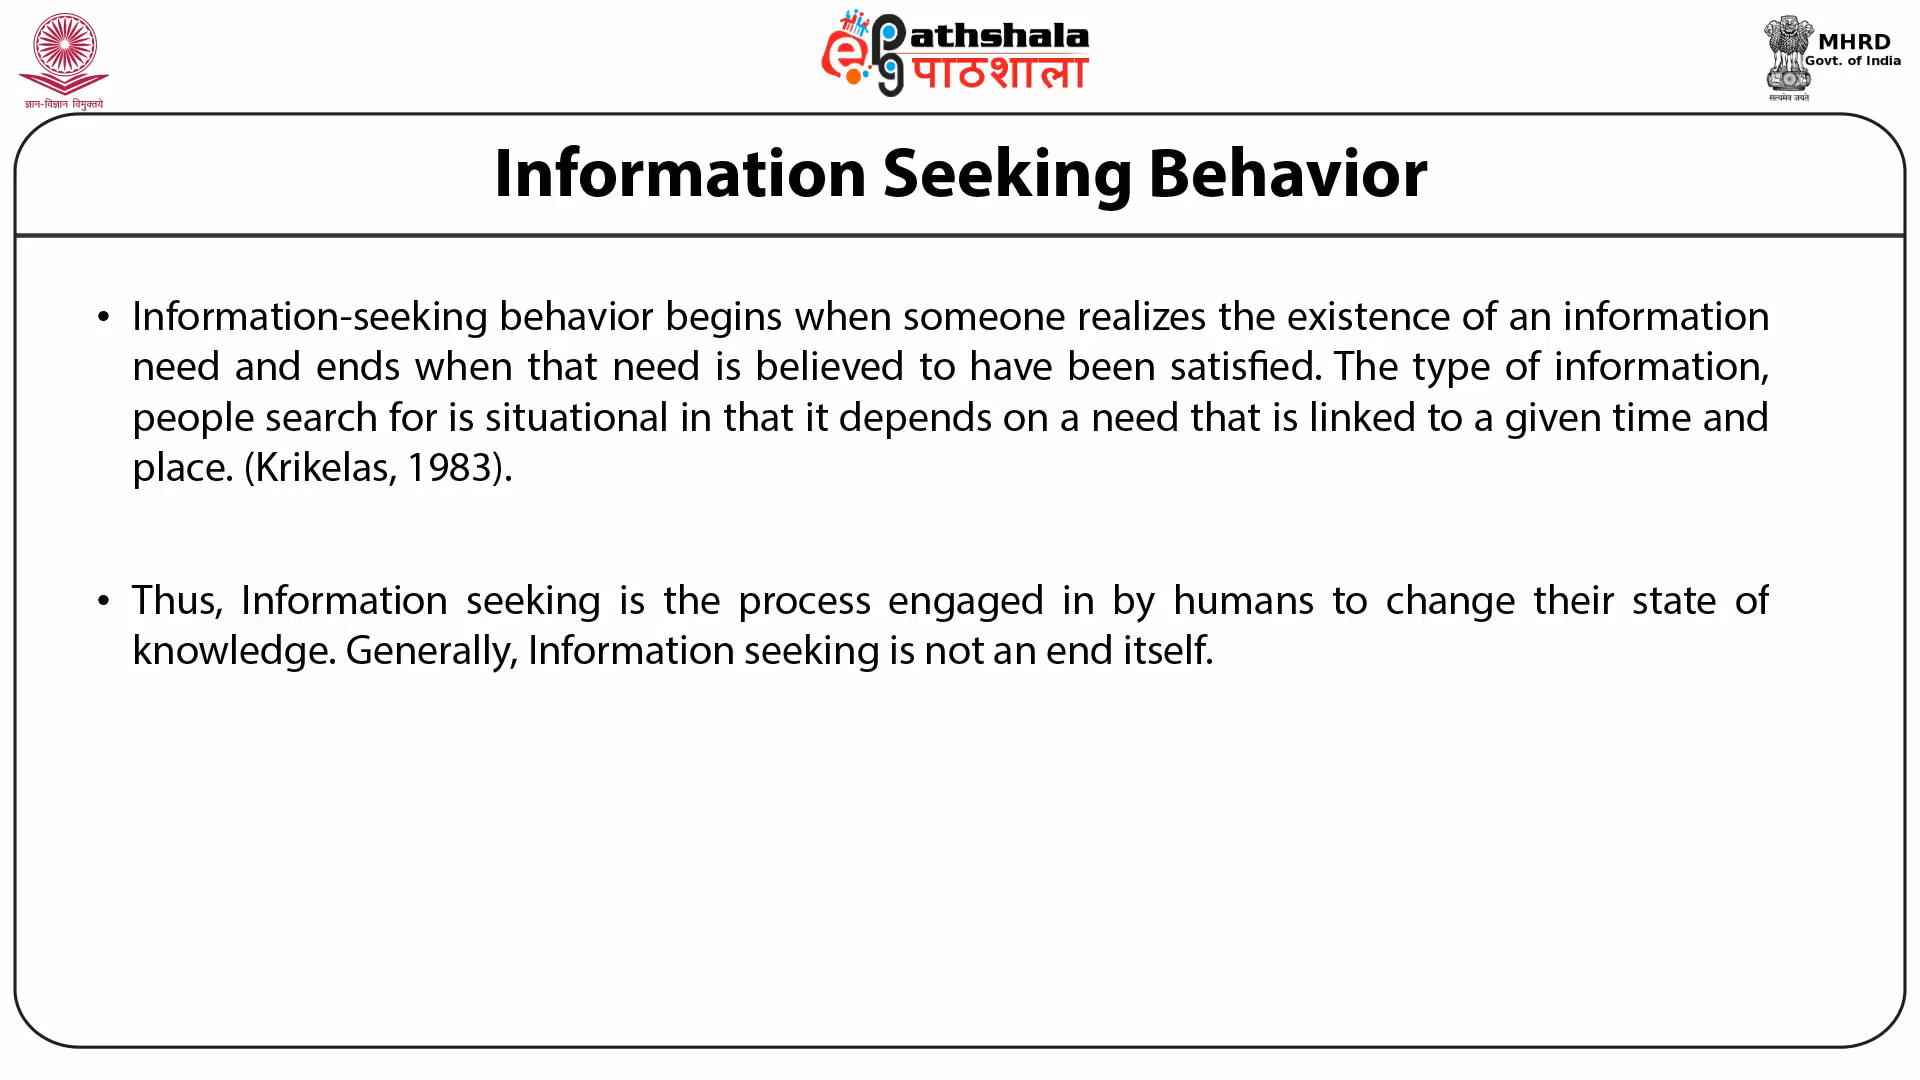 ज्ञान-विज्ञान विमुक्तये
e PG athshala
पाठशाला
MHRD
Govt. of India
सत्यमेव जयते
Information Seeking Behavior
• Information-seeking behavior begins when someone realizes the existence of an information
need and ends when that need is believed to have been satisfied. The type of information,
people search for is situational in that it depends on a need that is linked to a given time and
place. (Krikelas, 1983).
• Thus, Information seeking is the process engaged in by humans to change their state of
knowledge. Generally, Information seeking is not an end itself.